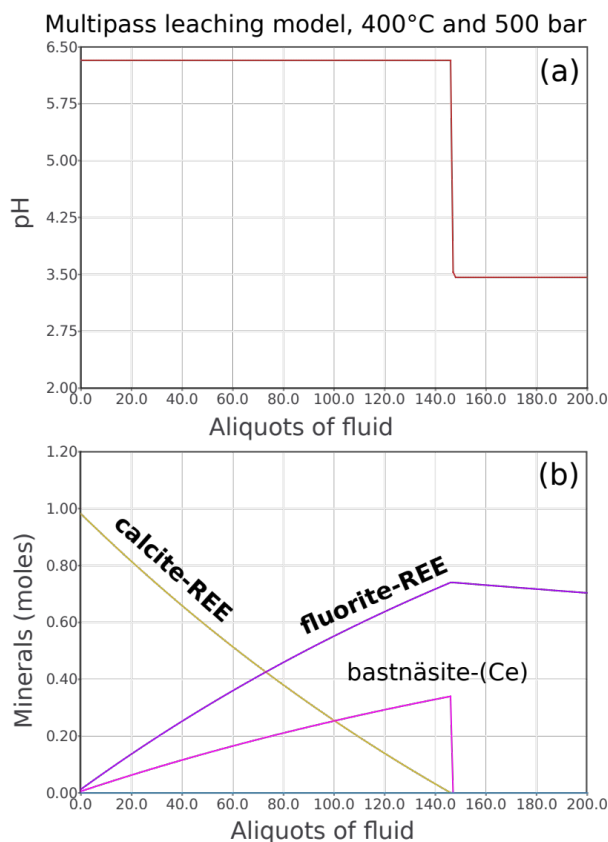 Multipass leaching model, 400°C and 500 bar
6.50
(a)
5.75
5.00
pH
4.25
3.50
2.75
2.00
0.0 20.0 40.0 60.0 80.0 100.0 120.0 140.0 160.0 180.0 200.0
Aliquots of fluid
1.20
(b)
1.00
calcite-REE
0.80
fluorite-REE
Minerals (moles)
0.60
bastnäsite-(Ce)
0.40
0.20
0.00
0.0 20.0 40.0 60.0 80.0 100.0 120.0 140.0 160.0 180.0 200.0
Aliquots of fluid